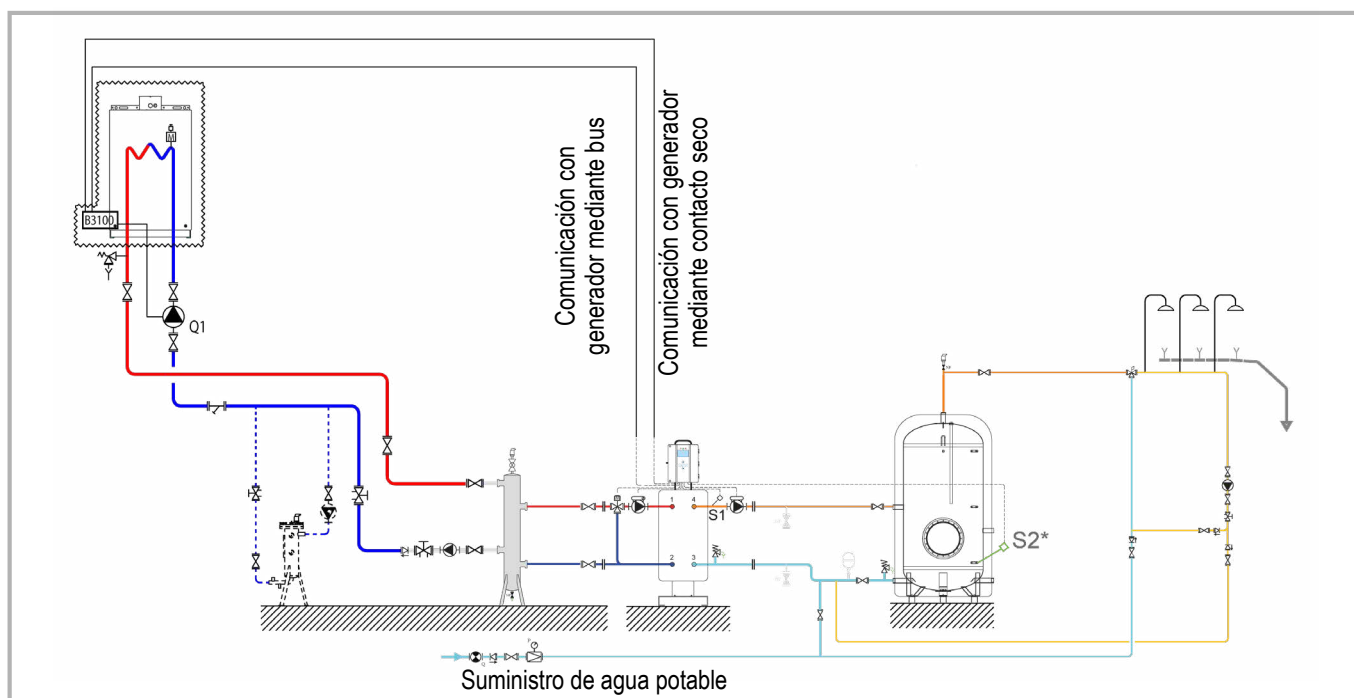 Comunicación con
generador mediante bus
Comunicación con generador
mediante contacto seco
M
B3100
Q1
1
4
S1
2
3
S2*
P
Q
Suministro de agua potable